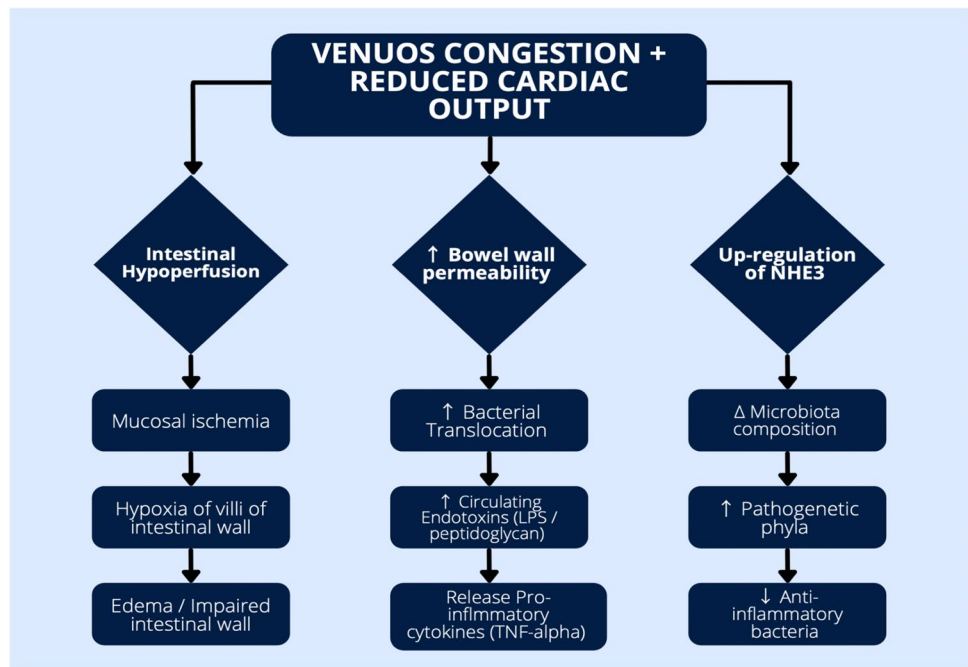 VENUOS CONGESTION +
REDUCED CARDIAC
OUTPUT
Intestinal
Hypoperfusion
↑ Bowel wall
permeability
Up-regulation
of NHE3
Mucosal ischemia
↑ Bacterial
Translocation
Δ Microbiota
composition
Hypoxia of villi of
intestinal wall
↑ Circulating
Endotoxins (LPS /
peptidoglycan)
↑ Pathogenetic
phyla
Edema / Impaired
intestinal wall
Release Pro-
inflmmatory
cytokines (TNF-alpha)
↓ Anti-
inflammatory
bacteria